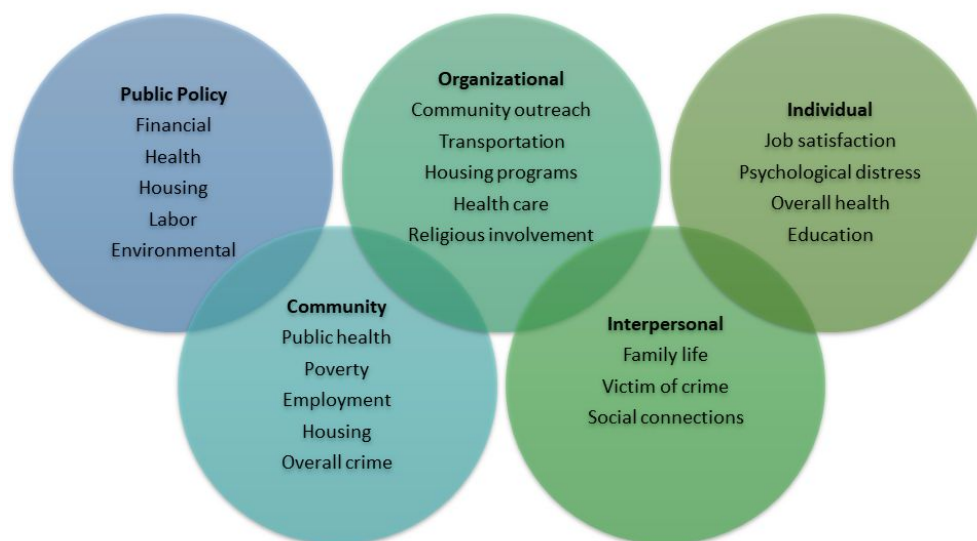 Public Policy
Financial
Health
Housing
Labor
Environmental
Community
Public health
Poverty
Employment
Housing
Overall crime
Organizational
Community outreach
Transportation
Housing programs
Health care
Religious involvement
Interpersonal
Family life
Victim of crime
Social connections
Individual
Job satisfaction
Psychological distress
Overall health
Education